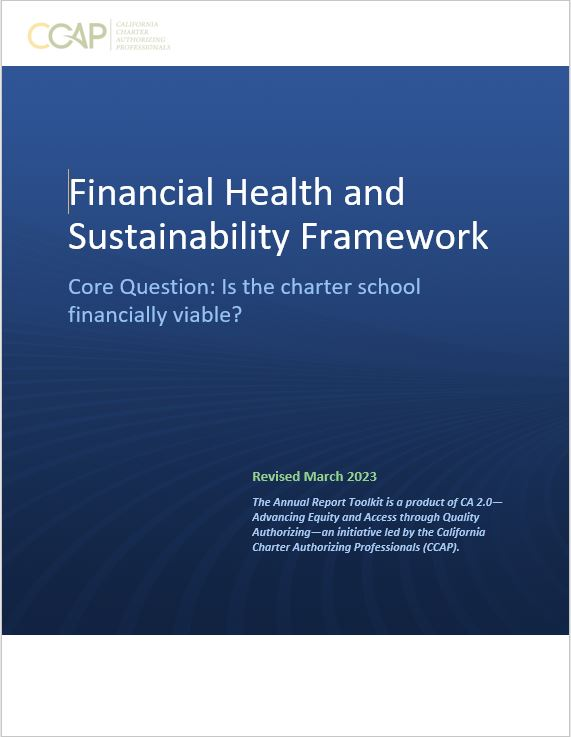 CCAP
CALIFORNIA
CHARTER
AUTHORIZING
PROFESSIONALS
Financial Health and
Sustainability Framework
Core Question: Is the charter school
financially viable?
Revised March 2023
The Annual Report Toolkit is a product of CA 2.0—
Advancing Equity and Access through Quality
Authorizing—an initiative led by the California
Charter Authorizing Professionals (CCAP).